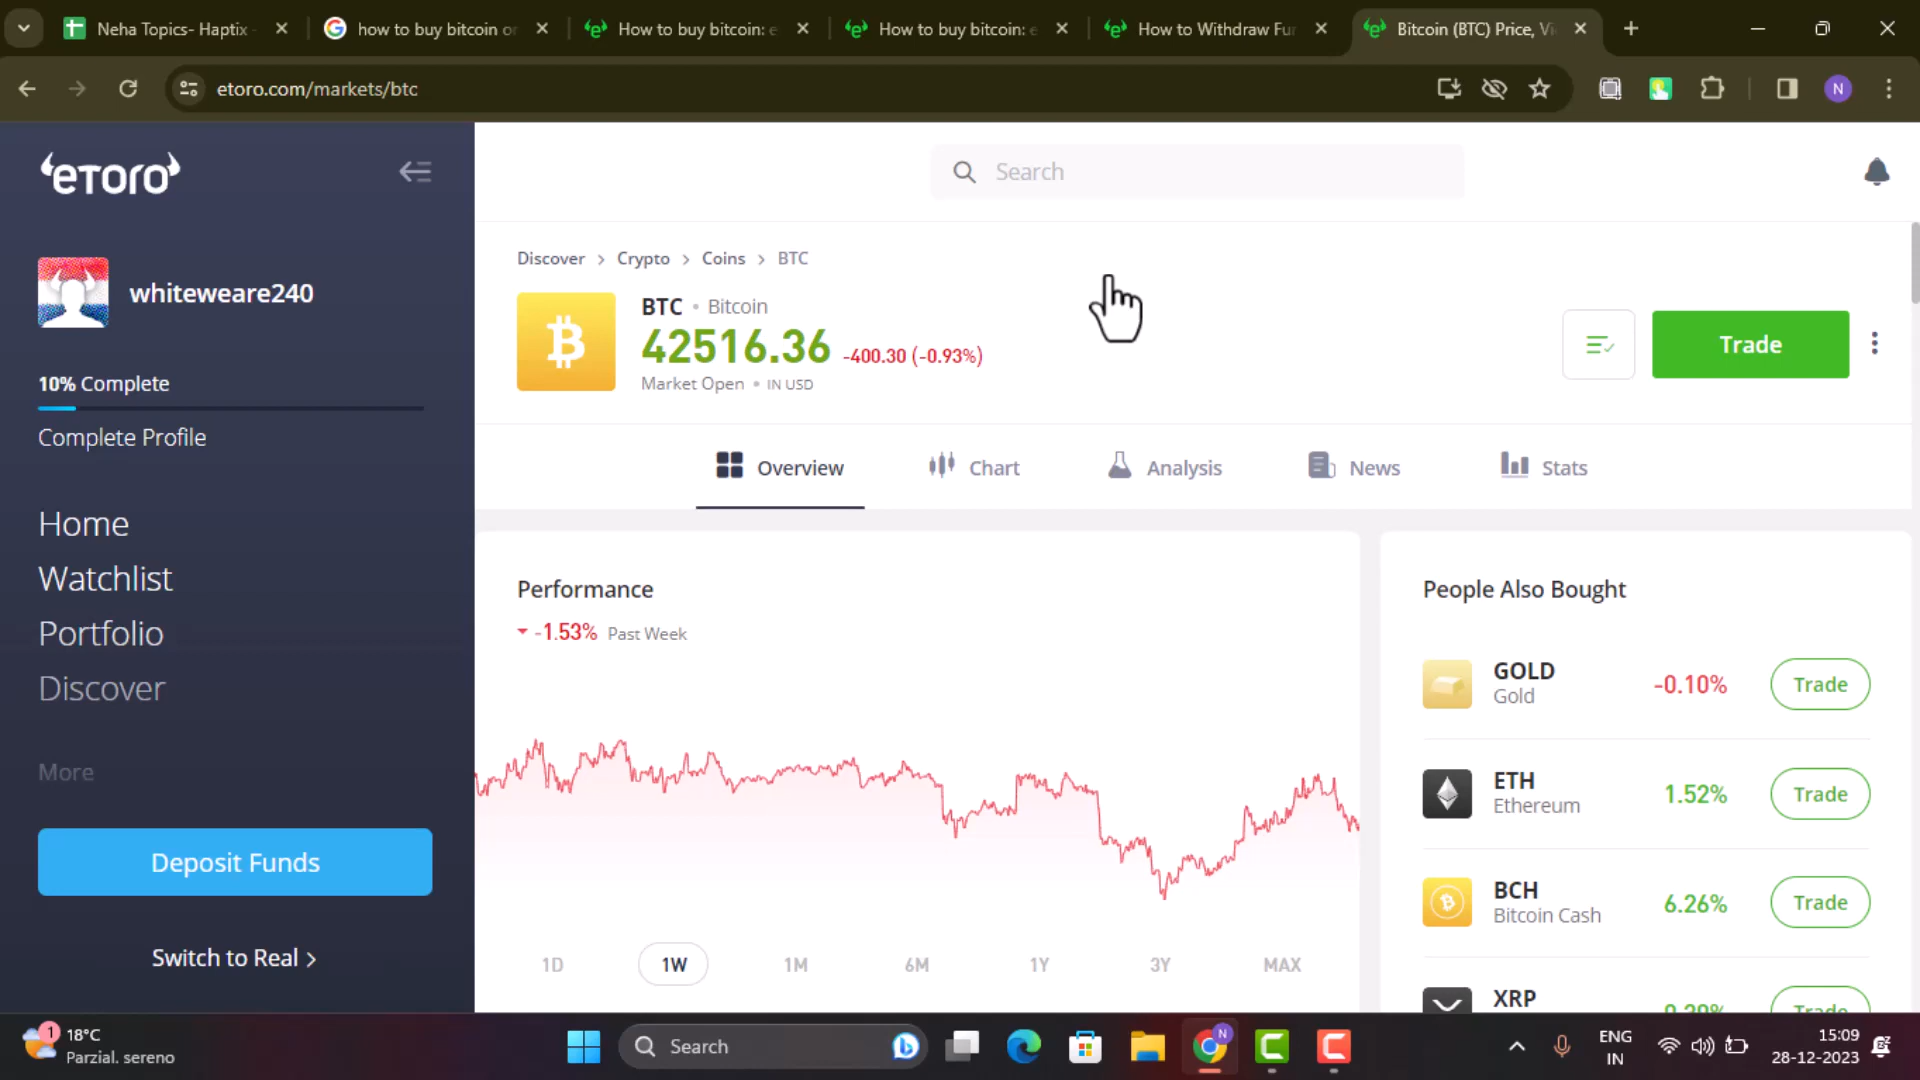 Neha Topics- Haptix -
how to buy bitcoin or
How to buy bitcoin: e
How to buy bitcoin: e
How to Withdraw Fur
Bitcoin (BTC) Price, Vi
etoro.com/markets/btc
N
etoro
Search
whiteweare240
10% Complete
Complete Profile
Home
Watchlist
Portfolio
Discover
More
Deposit Funds
Switch to Real >
Discover > Crypto > Coins > BTC
BTC • Bitcoin
42516.36 -400.30 (-0.93%)
Market Open • IN USD
Trade
Overview
Chart
Analysis
News
Stats
Performance
-1.53% Past Week
1D 1W 1M 6M 1Y 3Y MAX
People Also Bought
GOLD
Gold
-0.10%
Trade
ETH
Ethereum
1.52%
Trade
BCH
Bitcoin Cash
6.26%
Trade
XRP
Trade
1
18°C
Parzial. sereno
Search
N
ENG
IN
15:09
28-12-2023